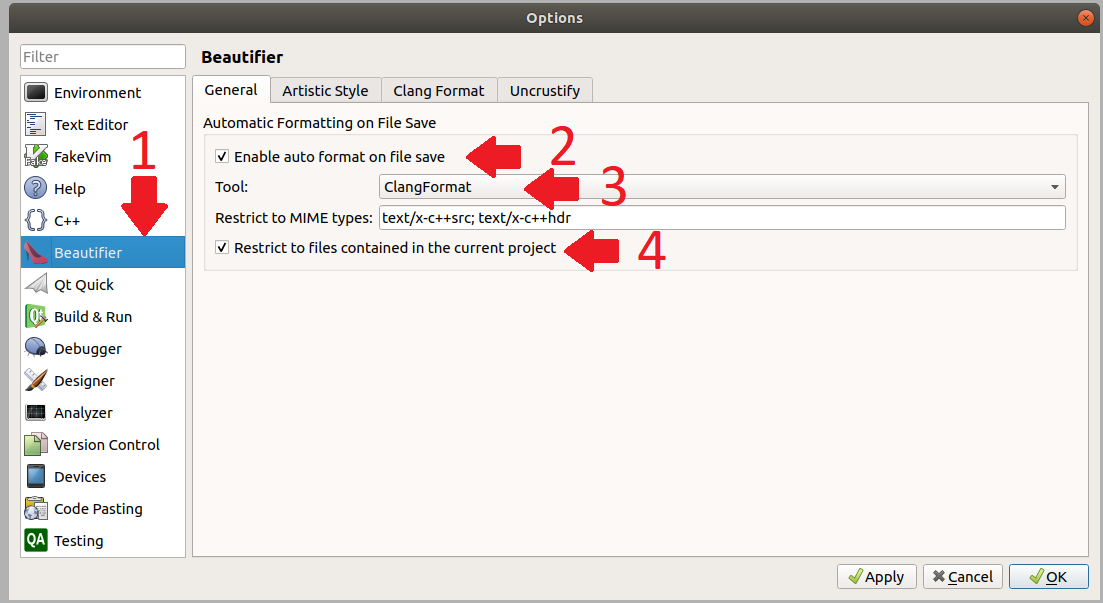 Options
Filter
Beautifier
Environment
Text Editor
FakeVim
Help
C++
Beautifier
Qt Quick
Build & Run
Debugger
Designer
Analyzer
Version Control
Devices
Code Pasting
QA Testing
1
General Artistic Style Clang Format Uncrustify
Automatic Formatting on File Save
Enable auto format on file save 2
Tool: ClangFormat 3
Restrict to MIME types: text/x-c++src; text/x-c++hdr
Restrict to files contained in the current project 4
Apply Cancel OK